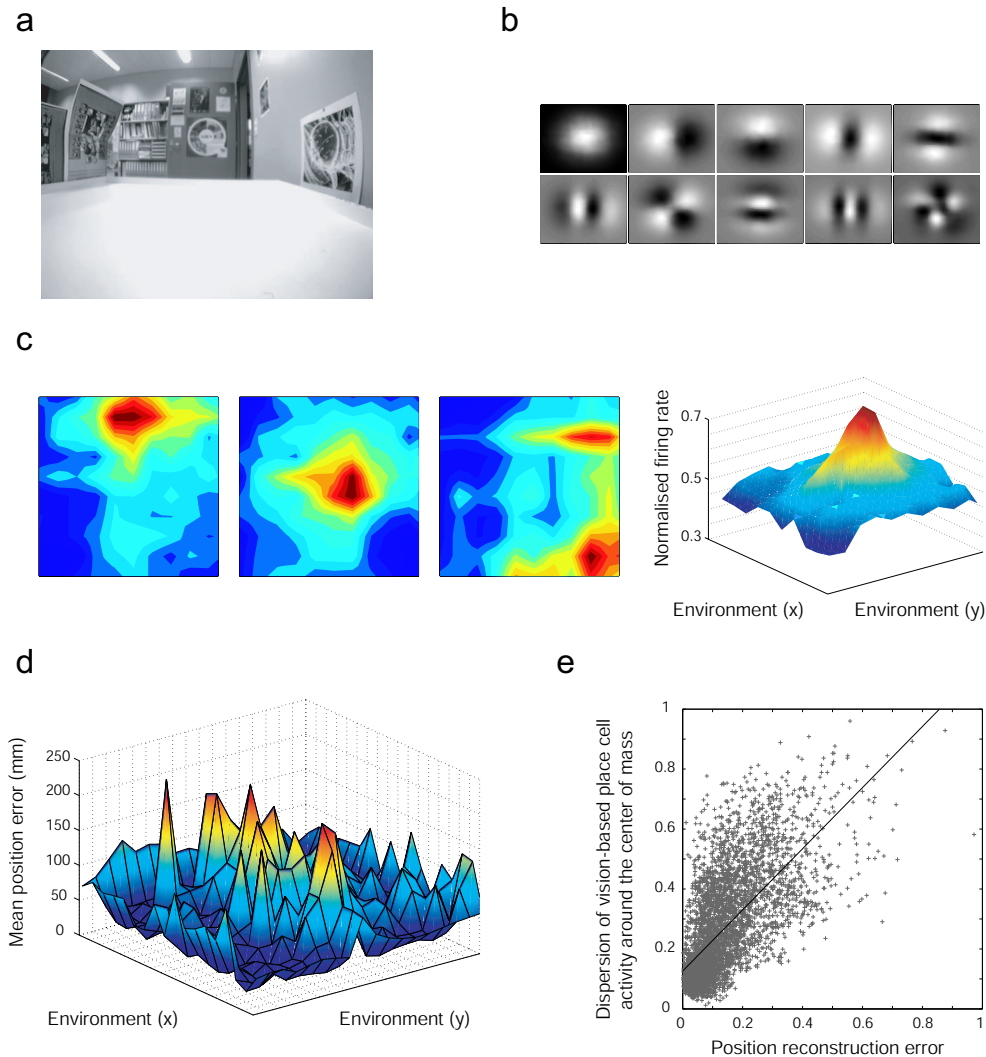 a
b
c
Normalised firing rate
0.7
0.5
0.3
Environment (x)
Environment (y)
d
Mean position error (mm)
250
200
150
100
50
0
Environment (x)
Environment (y)
e
Dispersion of vision-based place cell
activity around the center of mass
1
0.8
0.6
0.4
0.2
0
0
0.2
0.4
0.6
0.8
1
Position reconstruction error